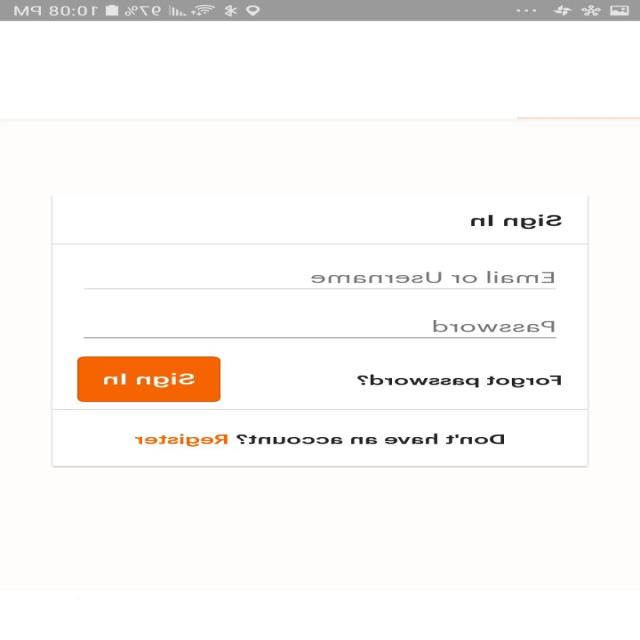 97% 10:08 PM
Sign In
Email or Username
Password
Forgot password? Sign In
Don't have an account? Register